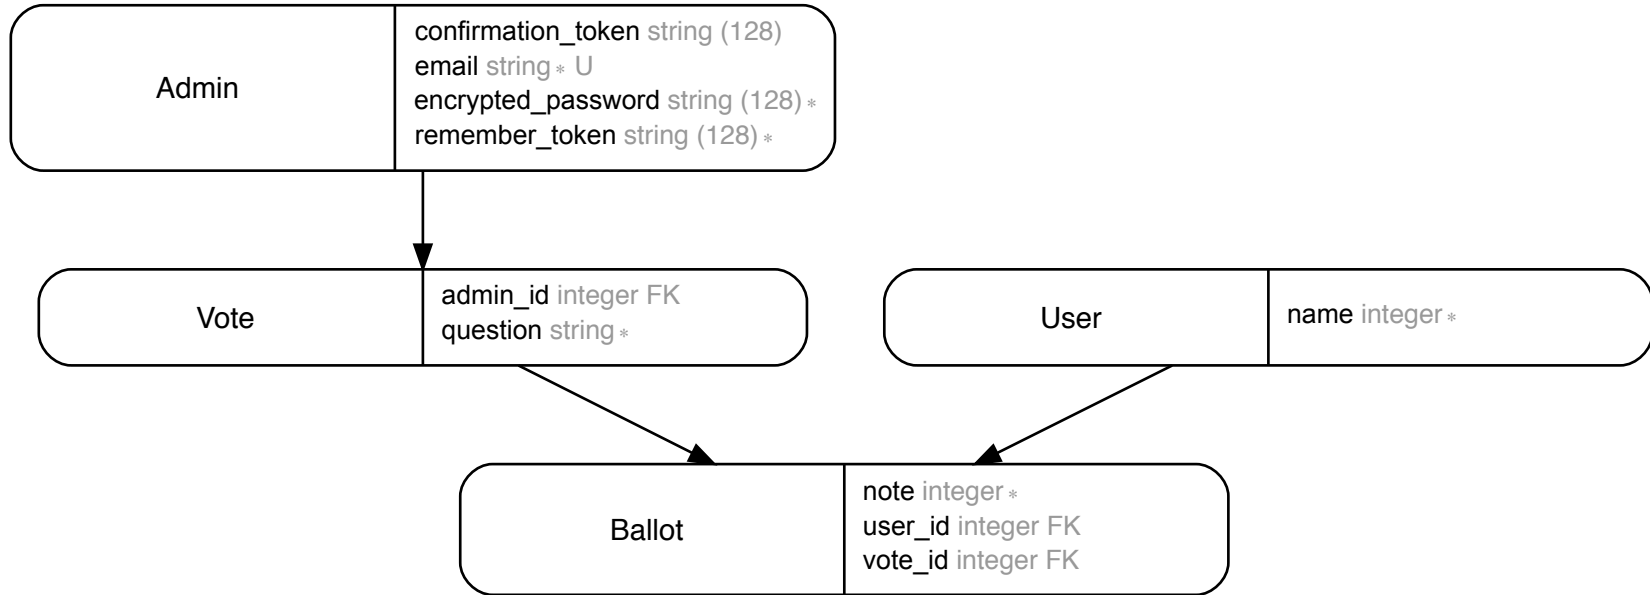 Admin
confirmation_token string (128)
email string * U
encrypted_password string (128) *
remember_token string (128) *
Vote
admin_id integer FK
question string *
User
name integer *
Ballot
note integer *
user_id integer FK
vote_id integer FK